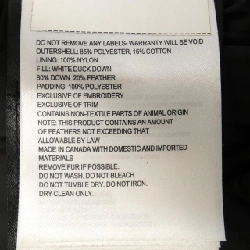 DO NOT REMOVE ANY LABELS- WARRANTY WILL BE VOID
OUTERSHELL: 85% POLYESTER, 15% COTTON
LINING: 100% NYLON
FILL: WHITE DUCK DOWN
80% DOWN 20% FEATHER
PADDING: 100% POLYESTER
EXCLUSIVE OF EMBROIDERY
EXCLUSIVE OF TRIM
CONTAINS NON-TEXTILE PARTS OF ANIMAL ORIGIN
NOTE: THIS PRODUCT CONTAINS AN AMOUNT
OF FEATHERS NOT EXCEEDING THAT
ALLOWABLE BY LAW
MADE IN CANADA WITH DOMESTIC AND IMPORTED
MATERIALS
REMOVE FUR IF POSSIBLE.
DO NOT WASH. DO NOT BLEACH
DO NOT TUMBLE DRY. DO NOT IRON.
DRY CLEAN ONLY.